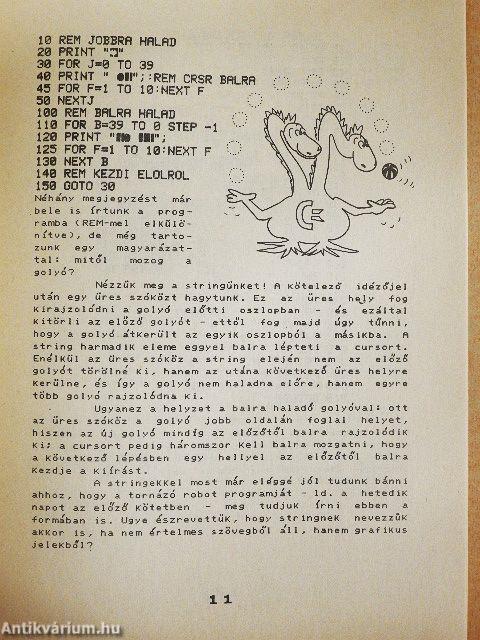 10 REM JOBBRA HALAD
20 PRINT "
30 FOR J=0 TO 39
40 PRINT " ●";:REM CRSR BALRA
45 FOR F=1 TO 10:NEXT F
50 NEXTJ
100 REM BALRA HALAD
110 FOR B=39 TO 0 STEP -1
120 PRINT "● ";
125 FOR F=1 TO 10:NEXT F
130 NEXT B
140 REM KEZDI ELOLROL
150 GOTO 30
Néhány megjegyzést már
bele is írtunk a prog-
ramba (REM-mel elkülö-
nítve), de még tarto-
zunk egy magyarázat-
tal: mitől mozog a
golyó?
Nézzük meg a stringünket! A kötelező idézőjel
után egy üres szóközt hagytunk. Ez az üres hely fog
kirajzolódni a golyó előtti oszlopban - és ezáltal
kitörli az előző golyót - ettől fog majd úgy tűnni,
hogy a golyó átkerült az egyik oszlopból a másikba. A
string harmadik eleme eggyel balra lépteti a cursort.
Enélkül az üres szóköz a string elején nem az előző
golyót törölné ki, hanem az utána következő üres helyre
kerülne, és így a golyó nem haladna előre, hanem egyre
több golyó rajzolódna ki.
Ugyanez a helyzet a balra haladó golyóval: ott
az üres szóköz a golyó jobb oldalán foglal helyet,
hiszen az új golyó mindig az előzőtől balra rajzolódik
ki; a cursort pedig háromszor kell balra mozgatni, hogy
a következő lépésben egy hellyel az előzőtől balra
kezdje a kiírást.
A stringekkel most már eléggé jól tudunk bánni
ahhoz, hogy a tornázó robot programját - ld. a hetedik
napot az előző kötetben - meg tudjuk írni ebben a
formában is. Ugye észrevettük, hogy stringnek nevezzük
akkor is, ha nem értelmes szövegből áll, hanem grafikus
jelekből?
11
Antikvárium.hu